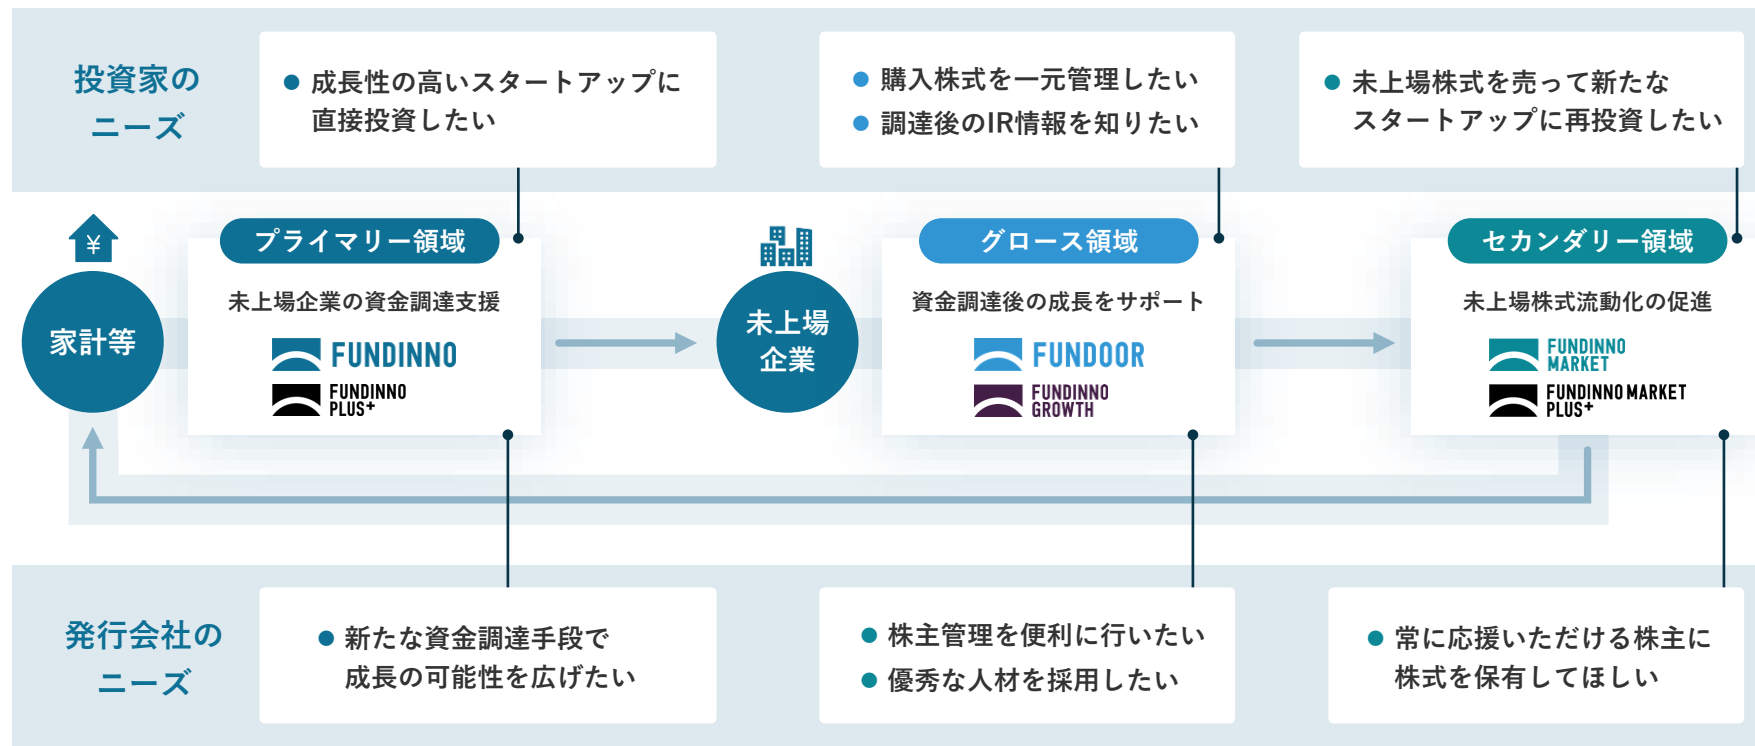 投資家の
ニーズ
● 成長性の高いスタートアップに
直接投資したい
● 購入株式を一元管理したい
● 調達後のIR情報を知りたい
● 未上場株式を売って新たな
スタートアップに再投資したい
¥
家計等
プライマリー領域
未上場企業の資金調達支援
FUNDINNO
FUNDINNO
PLUS+
未上場
企業
グロース領域
資金調達後の成長をサポート
FUNDOOR
FUNDINNO
GROWTH
セカンダリー領域
未上場株式流動化の促進
FUNDINNO
MARKET
FUNDINNO MARKET
PLUS+
発行会社の
ニーズ
● 新たな資金調達手段で
成長の可能性を広げたい
● 株主管理を便利に行いたい
● 優秀な人材を採用したい
● 常に応援いただける株主に
株式を保有してほしい